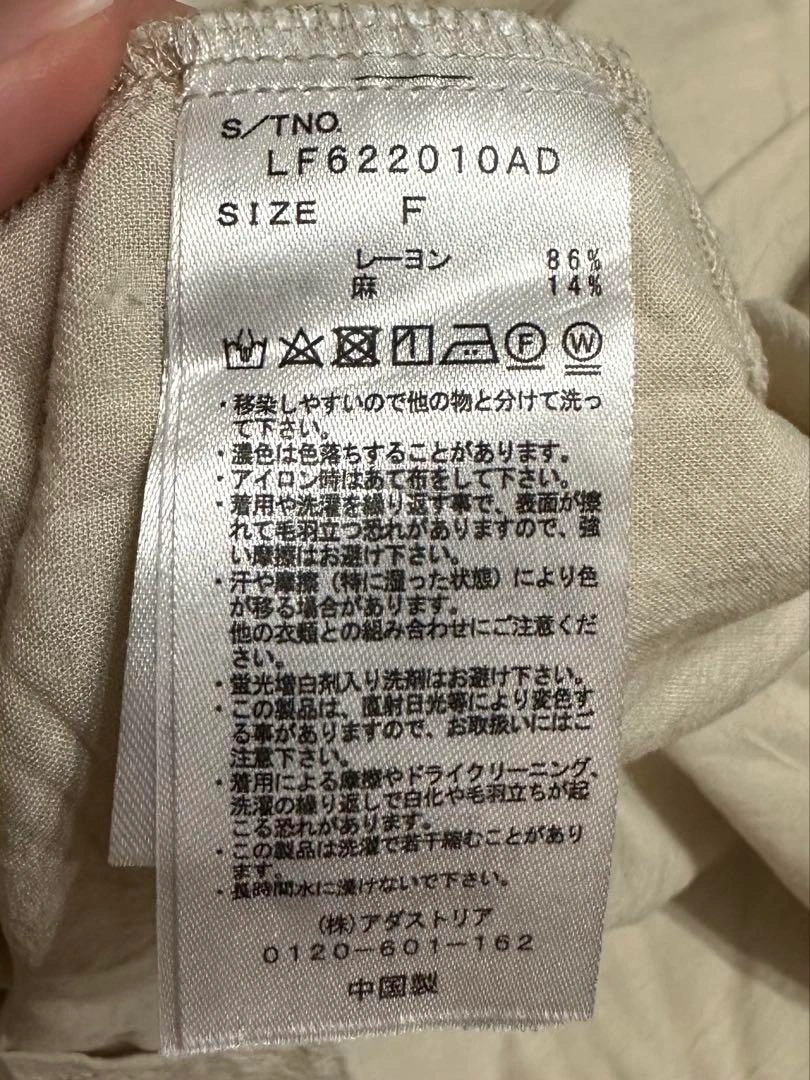 S/TNO.
LF622010AD
SIZE F
レーヨン 86%
麻 14%
F W
・移染しやすいので他の物と分けて洗っ
て下さい。
・濃色は色落ちすることがあります。
・アイロン時はあて布をして下さい。
・着用や洗濯を繰り返す事で、表面が擦
れて毛羽立つ恐れがありますので、強
い摩擦はお避け下さい。
・汗や摩擦（特に湿った状態）により色
が移る場合があります。
他の衣類との組み合わせにご注意くだ
さい。
・蛍光増白剤入り洗剤はお避け下さい。
・この製品は、直射日光等により変色す
る事がありますので、お取扱いにはご
注意下さい。
・着用による摩擦やドライクリーニング、
洗濯の繰り返しで白化や毛羽立ちが起
こる恐れがあります。
・この製品は洗濯で若干縮むことがあり
ます。
・長時間水に浸けないで下さい。
(株)アダストリア
0120-601-162
中国製